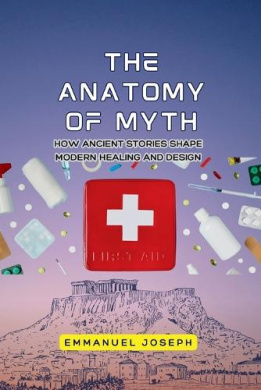 THE
ANATOMY
OF MYTH
HOW ANCIENT STORIES SHAPE
MODERN HEALING AND DESIGN
FIRST AID
EMMANUEL JOSEPH